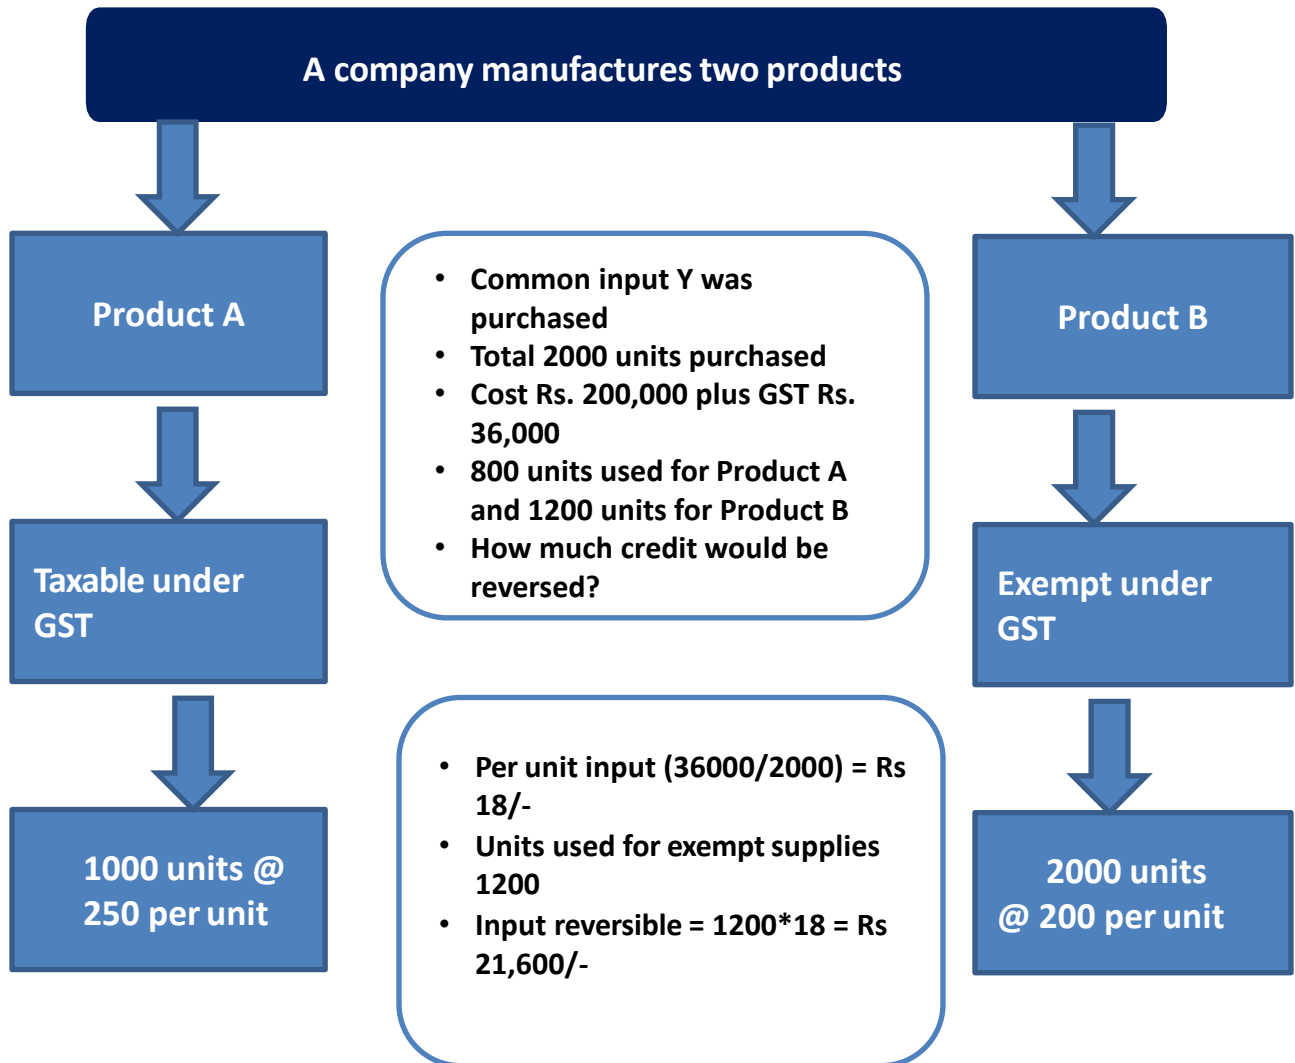 A company manufactures two products
Product A
Taxable under
GST
1000 units @
250 per unit
• Common input Y was
purchased
• Total 2000 units purchased
• Cost Rs. 200,000 plus GST Rs.
36,000
• 800 units used for Product A
and 1200 units for Product B
• How much credit would be
reversed?
• Per unit input (36000/2000) = Rs
18/-
• Units used for exempt supplies
1200
• Input reversible = 1200*18 = Rs
21,600/-
Product B
Exempt under
GST
2000 units
@ 200 per unit